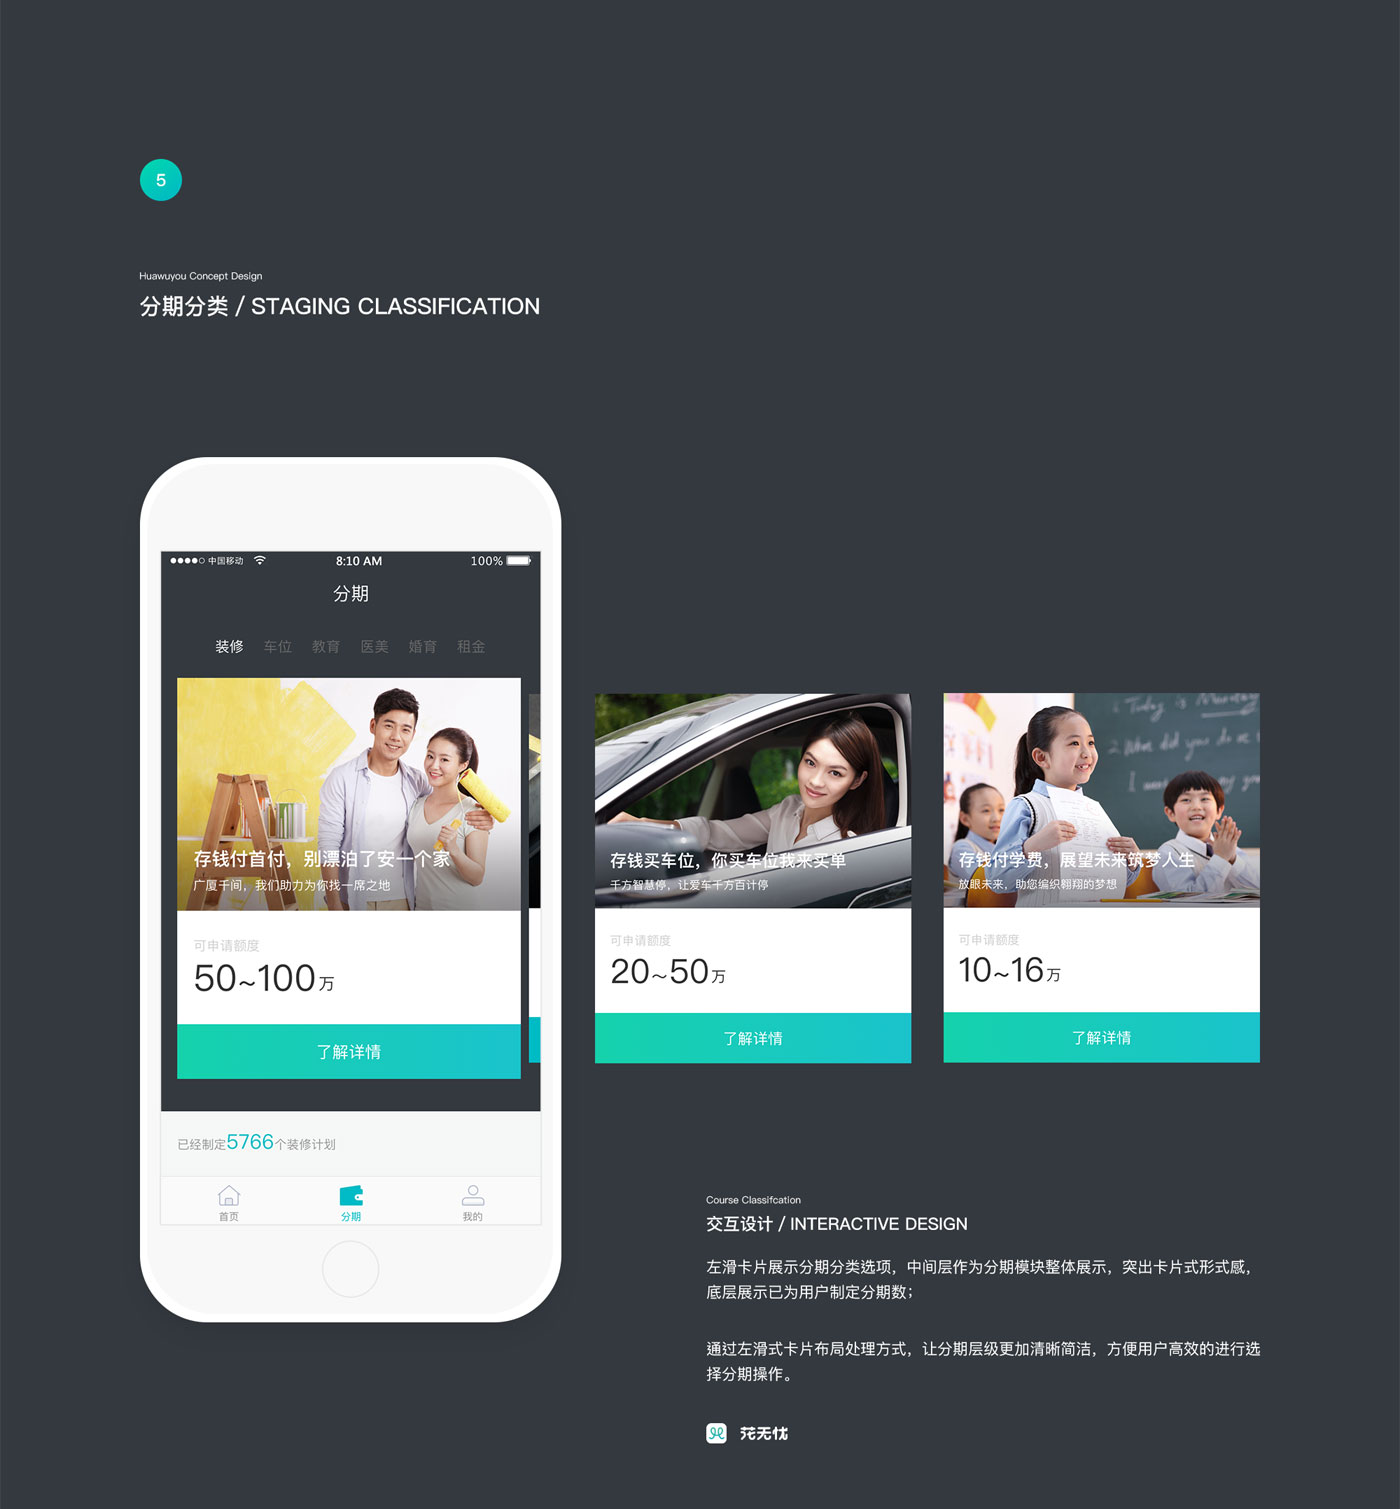 5
Huawuyou Concept Design
分期分类 / STAGING CLASSIFICATION
中国移动 8:10 AM 100%
分期
装修 车位 教育 医美 婚育 租金
存钱付首付，别漂泊了安一个家
广厦千间，我们助力为你找一席之地
可申请额度
50~100万
了解详情
已经制定5766个装修计划
首页 分期 我的
存钱买车位，你买车位我来买单
千方智慧停，让爱车千方百计停
可申请额度
20~50万
了解详情
1 Today is Monday
2. What did you do
存钱付学费，展望未来筑梦人生
放眼未来，助您编织翱翔的梦想
可申请额度
10~16万
了解详情
Course Classifcation
交互设计 / INTERACTIVE DESIGN
左滑卡片展示分期分类选项，中间层作为分期模块整体展示，突出卡片式形式感，
底层展示已为用户制定分期数；
通过左滑式卡片布局处理方式，让分期层级更加清晰简洁，方便用户高效的进行选
择分期操作。
花无忧